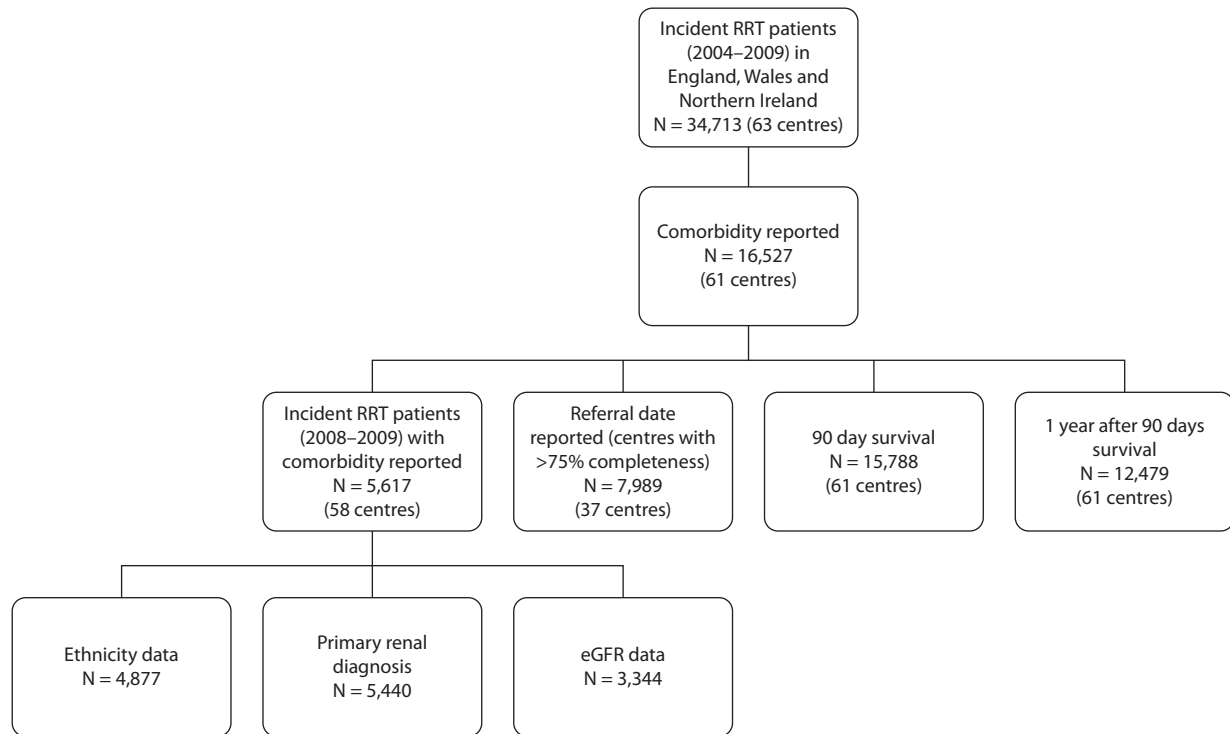 Incident RRT patients
(2004–2009) in
England, Wales and
Northern Ireland
N = 34,713 (63 centres)
Comorbidity reported
N = 16,527
(61 centres)
Incident RRT patients
(2008–2009) with
comorbidity reported
N = 5,617
(58 centres)
Referral date
reported (centres with
>75% completeness)
N = 7,989
(37 centres)
90 day survival
N = 15,788
(61 centres)
1 year after 90 days
survival
N = 12,479
(61 centres)
Ethnicity data
N = 4,877
Primary renal
diagnosis
N = 5,440
eGFR data
N = 3,344